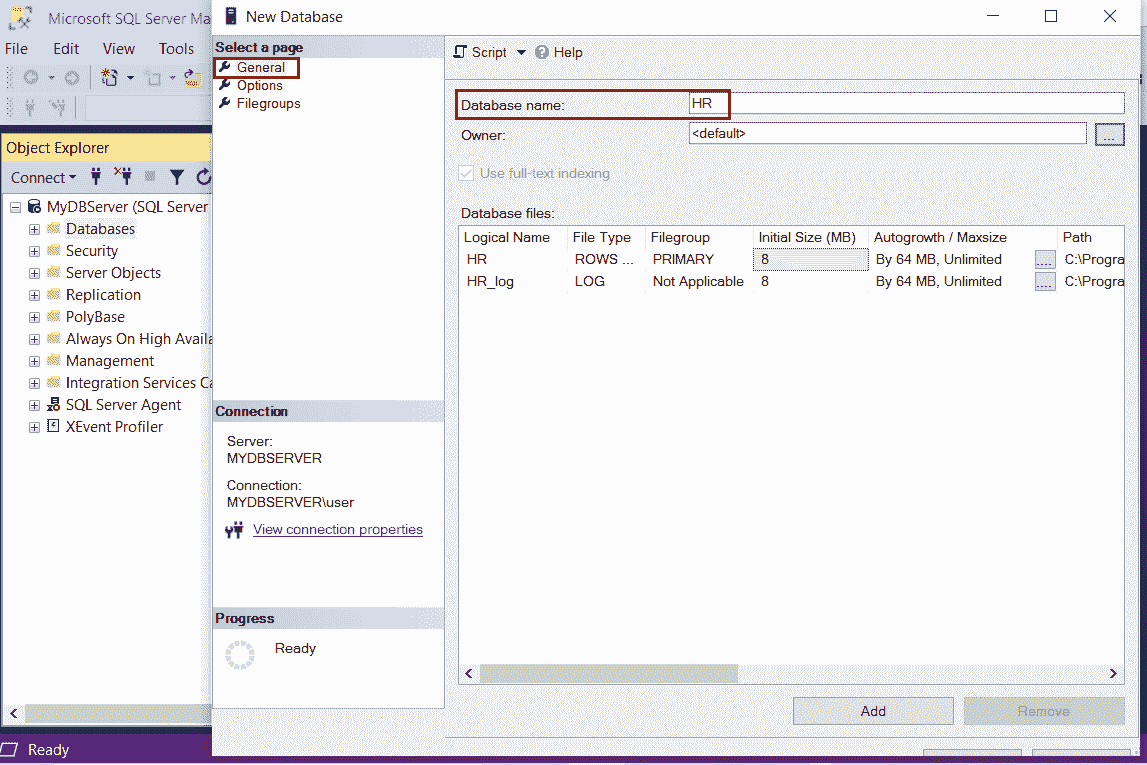 Microsoft SQL Server Ma
File Edit View Tools
Object Explorer
Connect
MyDBServer (SQL Server
Databases
Security
Server Objects
Replication
PolyBase
Always On High Availa
Management
Integration Services Ca
SQL Server Agent
XEvent Profiler
Ready
New Database
Select a page
General
Options
Filegroups
Connection
Server:
MYDBSERVER
Connection:
MYDBSERVER\user
View connection properties
Progress
Ready
Script Help
Database name: HR
Owner: <default> ...
Use full-text indexing
Database files:
Logical Name File Type Filegroup Initial Size (MB) Autogrowth / Maxsize Path
HR ROWS ... PRIMARY 8 By 64 MB, Unlimited .... C:\Progra
HR_log LOG Not Applicable 8 By 64 MB, Unlimited .... C:\Progra
Add Remove